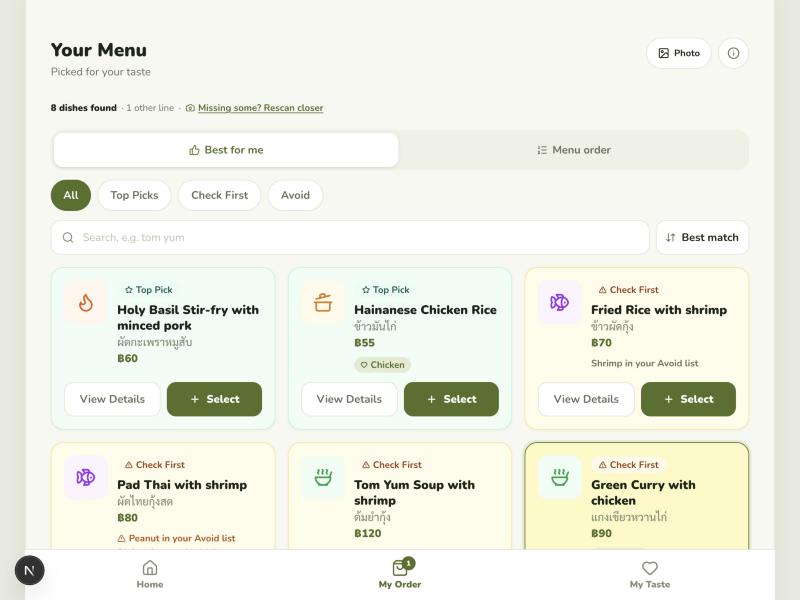 Your Menu
Picked for your taste
Photo
8 dishes found · 1 other line · Missing some? Rescan closer
Best for me
Menu order
All
Top Picks
Check First
Avoid
Search, e.g. tom yum
Best match
Top Pick
Holy Basil Stir-fry with
minced pork
ผัดกะเพราหมูสับ
฿60
View Details
+ Select
Top Pick
Hainanese Chicken Rice
ข้าวมันไก่
฿55
Chicken
View Details
+ Select
Check First
Fried Rice with shrimp
ข้าวผัดกุ้ง
฿70
Shrimp in your Avoid list
View Details
+ Select
Check First
Pad Thai with shrimp
ผัดไทยกุ้งสด
฿80
Peanut in your Avoid list
Check First
Tom Yum Soup with
shrimp
ต้มยำกุ้ง
฿120
Check First
Green Curry with
chicken
แกงเขียวหวานไก่
฿90
N
Home
1
My Order
My Taste